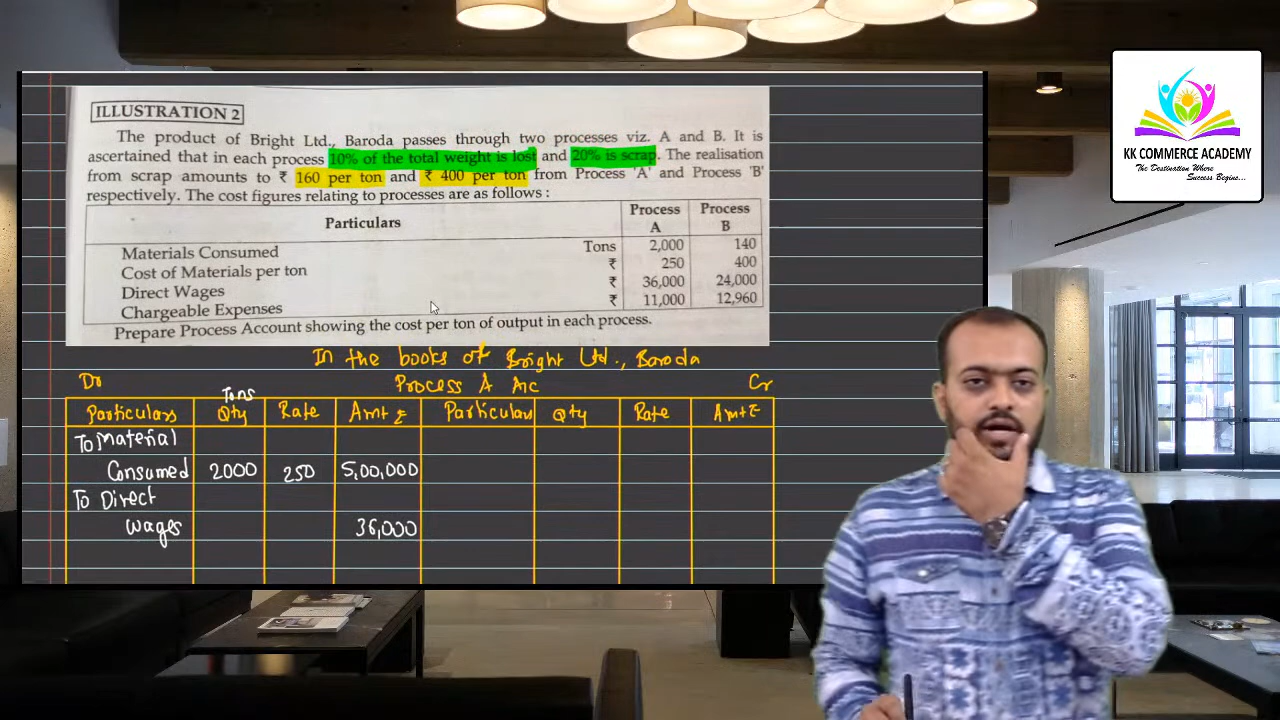 ILLUSTRATION 2
The product of Bright Ltd., Baroda passes through two processes viz. A and B. It is
ascertained that in each process 10% of the total weight is lost and 20% is scrap. The realisation
from scrap amounts to ₹ 160 per ton and ₹ 400 per ton from Process 'A' and Process 'B'
respectively. The cost figures relating to processes are as follows :
Particulars Process A Process B
Materials Consumed Tons 2,000 140
Cost of Materials per ton ₹ 250 400
Direct Wages ₹ 36,000 24,000
Chargeable Expenses ₹ 11,000 12,960
Prepare Process Account showing the cost per ton of output in each process.
In the books of Bright Ltd., Baroda
Dr Process A A/c Cr
Particulars Tons Qty Rate Amt ₹ Particulars Qty Rate Amt ₹
To Material
Consumed 2000 250 5,00,000
To Direct
Wages 36,000
KK COMMERCE ACADEMY
The Destination Where
Success Begins...